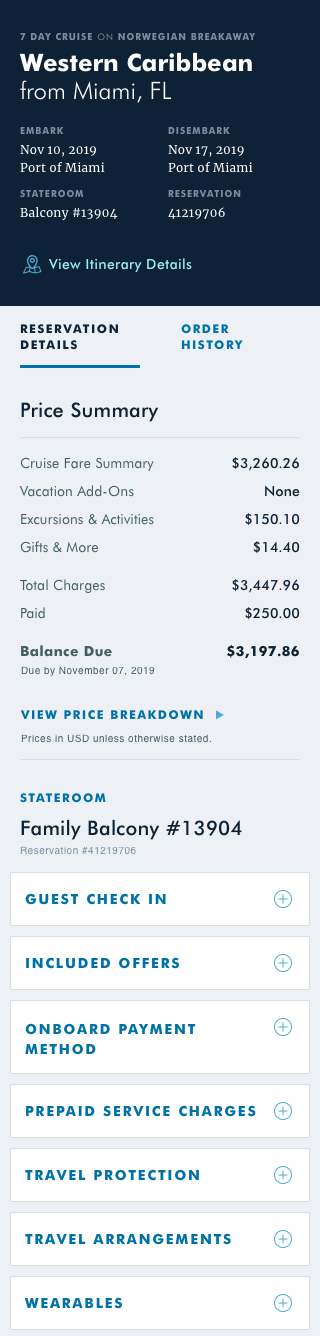 7 DAY CRUISE ON NORWEGIAN BREAKAWAY
Western Caribbean
from Miami, FL
EMBARK
Nov 10, 2019
Port of Miami
DISEMBARK
Nov 17, 2019
Port of Miami
STATEROOM
Balcony #13904
RESERVATION
41219706
View Itinerary Details
RESERVATION
DETAILS
ORDER
HISTORY
Price Summary
Cruise Fare Summary $3,260.26
Vacation Add-Ons None
Excursions & Activities $150.10
Gifts & More $14.40
Total Charges $3,447.96
Paid $250.00
Balance Due $3,197.86
Due by November 07, 2019
VIEW PRICE BREAKDOWN
Prices in USD unless otherwise stated.
STATEROOM
Family Balcony #13904
Reservation #41219706
GUEST CHECK IN
INCLUDED OFFERS
ONBOARD PAYMENT
METHOD
PREPAID SERVICE CHARGES
TRAVEL PROTECTION
TRAVEL ARRANGEMENTS
WEARABLES